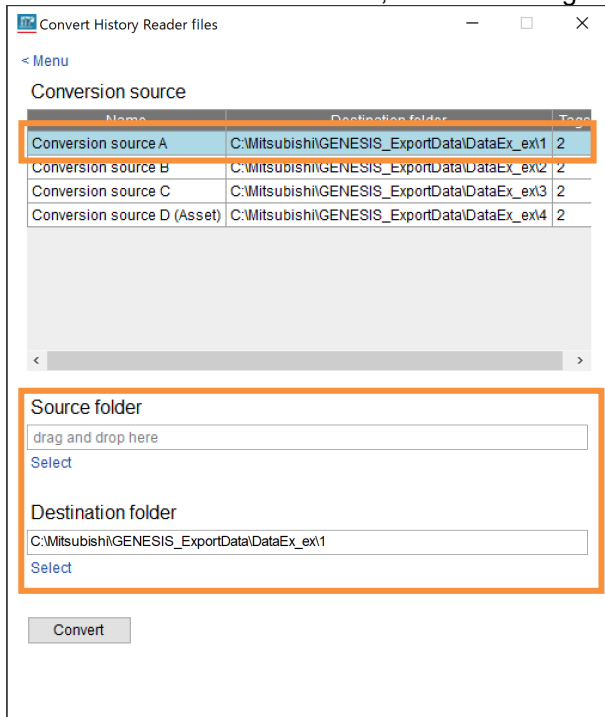 Convert History Reader files
< Menu
Conversion source
Name Destination folder Tags
Conversion source A C:\Mitsubishi\GENESIS_ExportData\DataEx_ex\1 2
Conversion source B C:\Mitsubishi\GENESIS_ExportData\DataEx_ex\2 2
Conversion source C C:\Mitsubishi\GENESIS_ExportData\DataEx_ex\3 2
Conversion source D (Asset) C:\Mitsubishi\GENESIS_ExportData\DataEx_ex\4 2
Source folder
drag and drop here
Select
Destination folder
C:\Mitsubishi\GENESIS_ExportData\DataEx_ex\1
Select
Convert